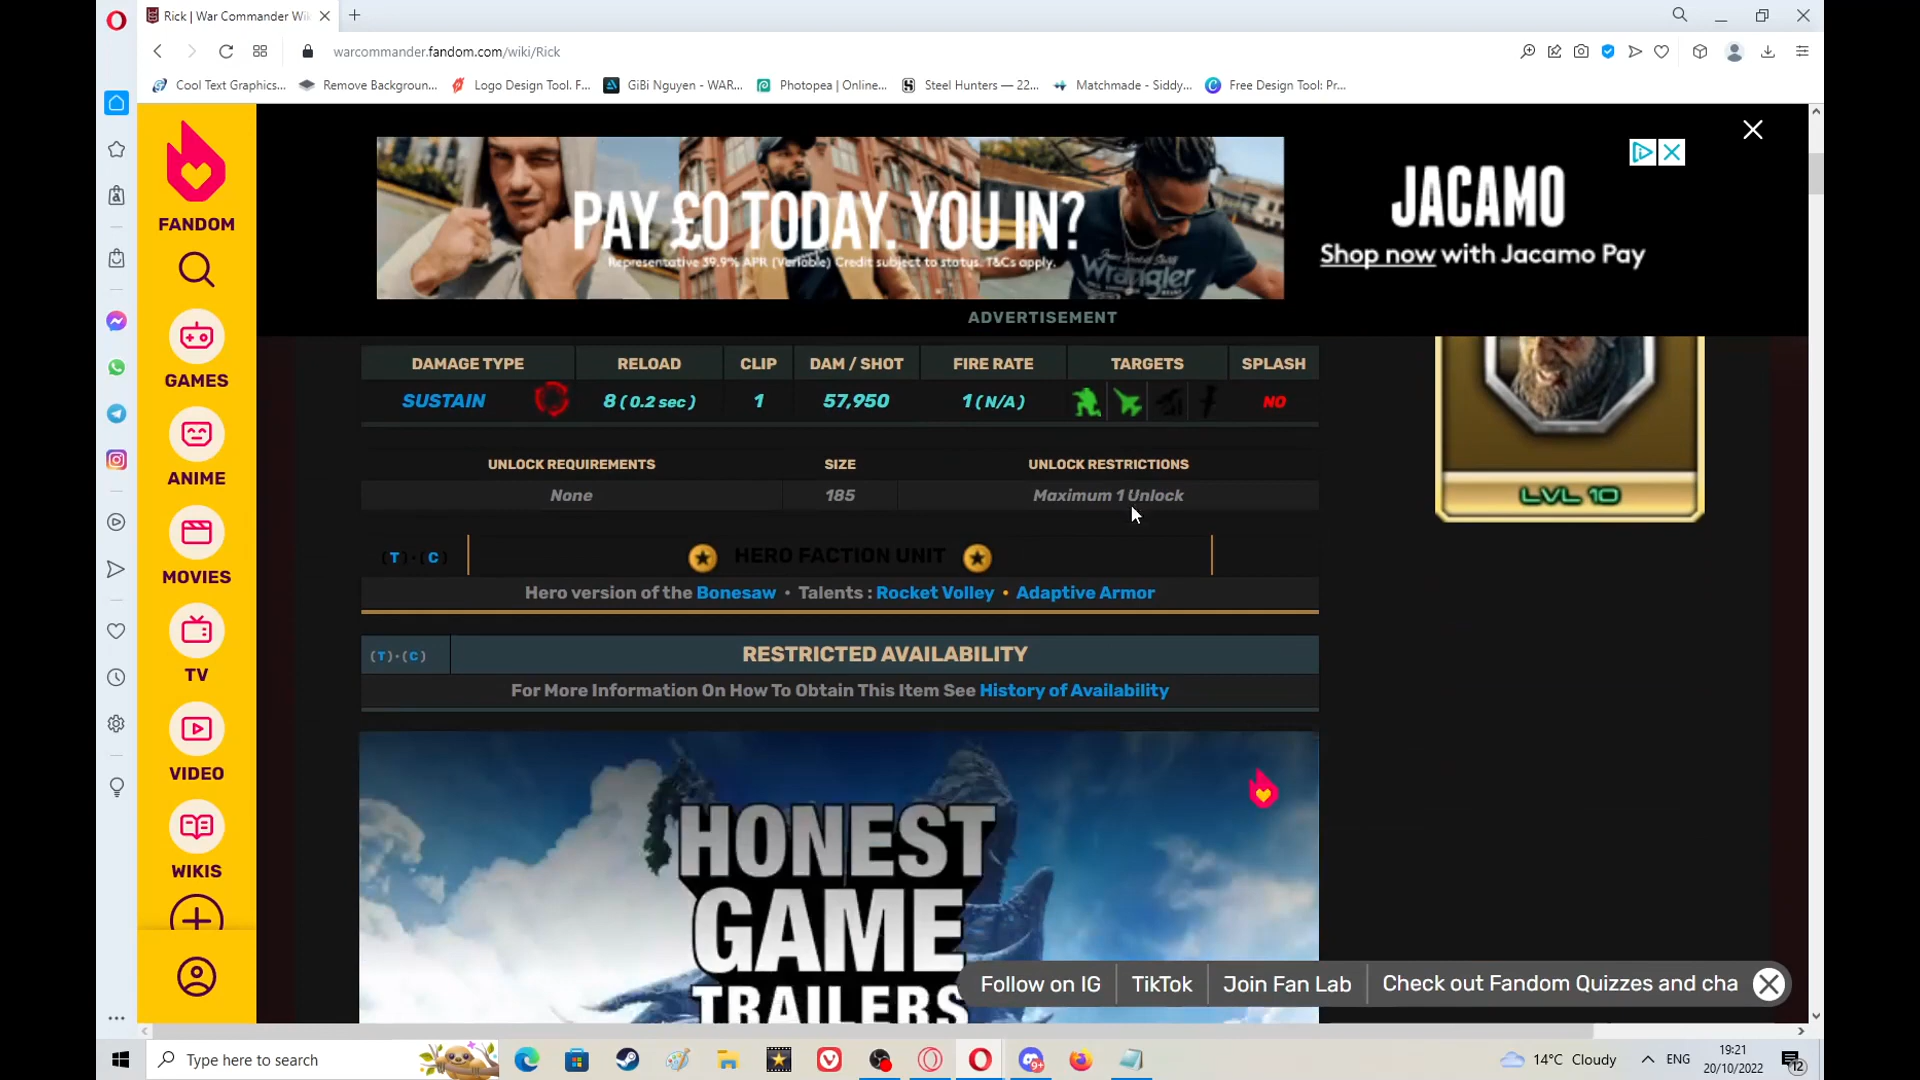 Rick | War Commander Wi
warcommander.fandom.com/wiki/Rick
Cool Text Graphics... Remove Backgroun... Logo Design Tool. F... GiBi Nguyen - WAR... Photopea | Online... Steel Hunters — 22... Matchmade - Siddy... Free Design Tool: Pr...
FANDOM
GAMES
ANIME
MOVIES
TV
VIDEO
WIKIS
PAY £0 TODAY. YOU IN?
Representative 39.9% APR (Variable) Credit subject to status. T&Cs apply.
Wrangler
JACAMO
Shop now with Jacamo Pay
ADVERTISEMENT
DAMAGE TYPE RELOAD CLIP DAM / SHOT FIRE RATE TARGETS SPLASH
SUSTAIN 8 ( 0.2 sec ) 1 57,950 1 ( N/A ) NO
UNLOCK REQUIREMENTS SIZE UNLOCK RESTRICTIONS
None 185 Maximum 1 Unlock
LVL 10
( T ) · ( C ) HERO FACTION UNIT
Hero version of the Bonesaw • Talents : Rocket Volley • Adaptive Armor
( T ) · ( C ) RESTRICTED AVAILABILITY
For More Information On How To Obtain This Item See History of Availability
HONEST
GAME
TRAILERS
Follow on IG TikTok Join Fan Lab Check out Fandom Quizzes and cha
Type here to search
9+
14°C Cloudy
ENG
19:21
20/10/2022
12